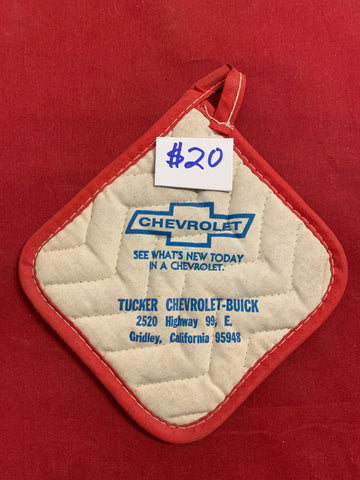 $20
CHEVROLET
SEE WHAT'S NEW TODAY
IN A CHEVROLET.
TUCKER CHEVROLET-BUICK
2520 Highway 99, E.
Gridley, California 95948